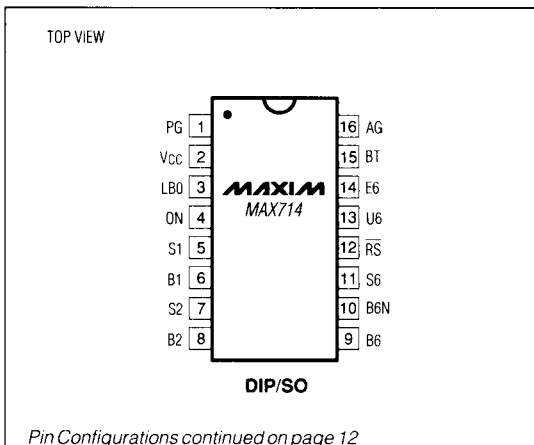 TOP VIEW
PG 1
16 AG
Vcc 2
15 BT
LBO 3
14 E6
ON 4
13 U6
S1 5
12 R̅S̅
B1 6
11 S6
S2 7
10 B6N
B2 8
9 B6
MAXIM
MAX714
DIP/SO
Pin Configurations continued on page 12